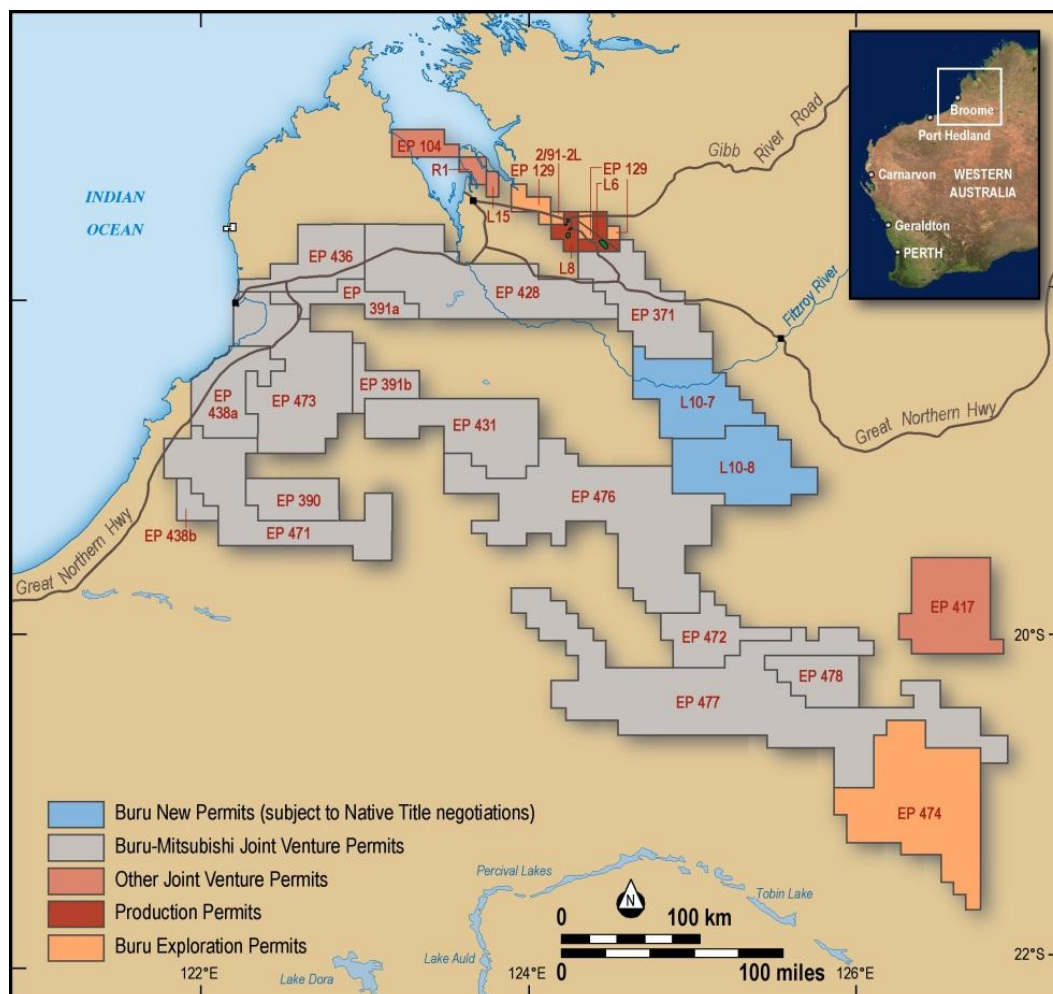 INDIAN
OCEAN
EP 104
R1
L15
2/91-2L
EP 129
EP 129
L6
L8
Gibb River Road
Broome
Port Hedland
Carnarvon
WESTERN
AUSTRALIA
Geraldton
PERTH
EP 436
EP
391a
EP 428
EP 371
Fitzroy River
EP
438a
EP 473
EP 391b
EP 431
L10-7
L10-8
Great Northern Hwy
EP 390
EP 476
EP 438b
EP 471
Great Northern Hwy
EP 417
20°S
EP 472
EP 478
EP 477
EP 474
Buru New Permits (subject to Native Title negotiations)
Buru-Mitsubishi Joint Venture Permits
Other Joint Venture Permits
Production Permits
Buru Exploration Permits
Percival Lakes
Tobin Lake
N
0 100 km
0 100 miles
Lake Auld
Lake Dora
122°E
124°E
126°E
22°S